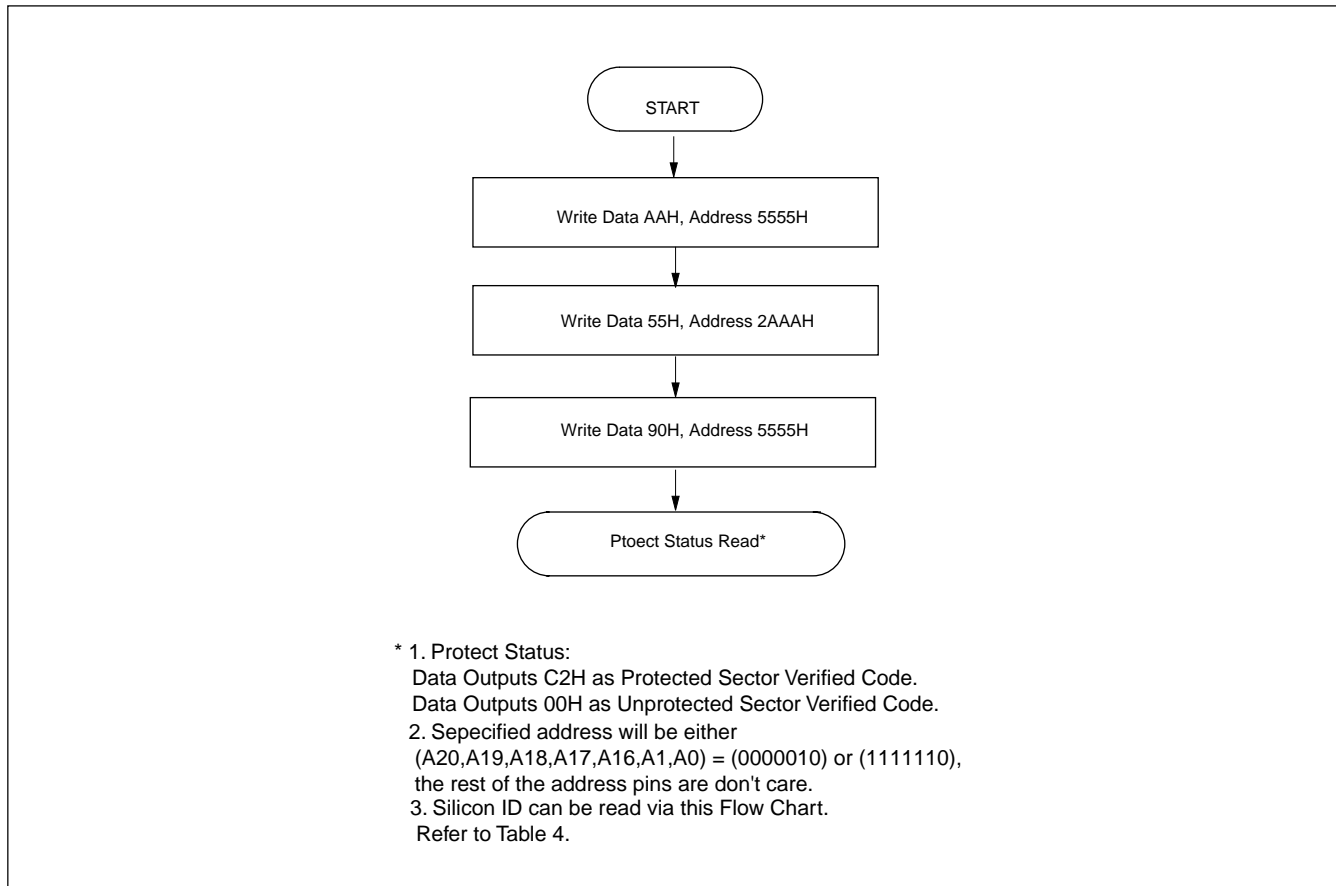 START
Write Data AAH, Address 5555H
Write Data 55H, Address 2AAAH
Write Data 90H, Address 5555H
Ptoect Status Read*
* 1. Protect Status:
Data Outputs C2H as Protected Sector Verified Code.
Data Outputs 00H as Unprotected Sector Verified Code.
2. Sepecified address will be either
(A20,A19,A18,A17,A16,A1,A0) = (0000010) or (1111110),
the rest of the address pins are don't care.
3. Silicon ID can be read via this Flow Chart.
Refer to Table 4.